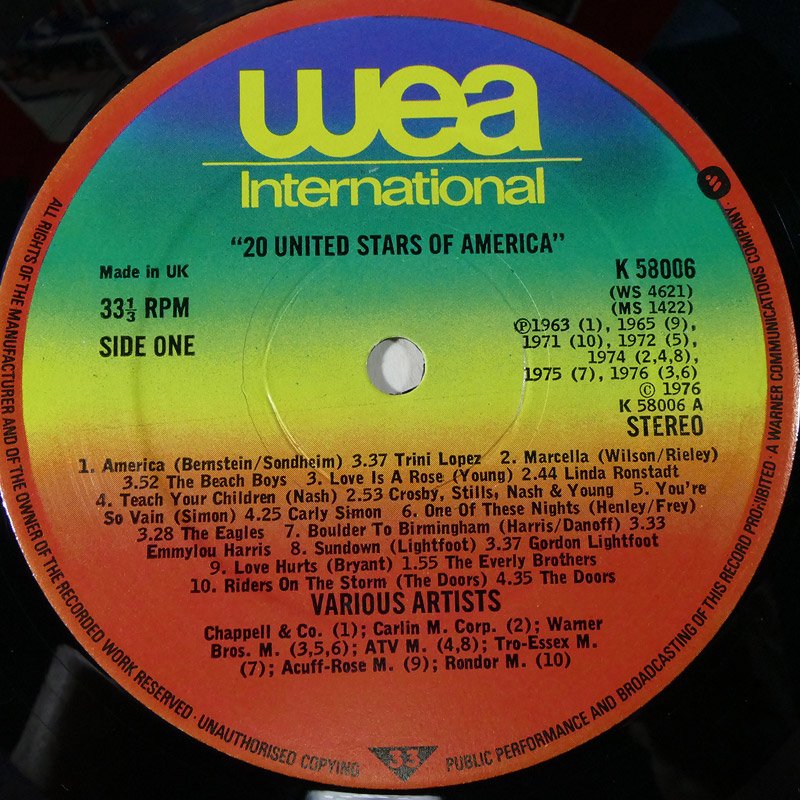 wea
International
"20 UNITED STARS OF AMERICA"
Made in UK
33⅓ RPM
SIDE ONE
K 58006
(WS 4621)
(MS 1422)
℗1963 (1), 1965 (9),
1971 (10), 1972 (5),
1974 (2,4,8),
1975 (7), 1976 (3,6)
© 1976
K 58006 A
STEREO
1. America (Bernstein/Sondheim) 3.37 Trini Lopez 2. Marcella (Wilson/Rieley)
3.52 The Beach Boys 3. Love Is A Rose (Young) 2.44 Linda Ronstadt
4. Teach Your Children (Nash) 2.53 Crosby, Stills, Nash & Young 5. You're
So Vain (Simon) 4.25 Carly Simon 6. One Of These Nights (Henley/Frey)
3.28 The Eagles 7. Boulder To Birmingham (Harris/Danoff) 3.33
Emmylou Harris 8. Sundown (Lightfoot) 3.37 Gordon Lightfoot
9. Love Hurts (Bryant) 1.55 The Everly Brothers
10. Riders On The Storm (The Doors) 4.35 The Doors
VARIOUS ARTISTS
Chappell & Co. (1); Carlin M. Corp. (2); Warner
Bros. M. (3,5,6); ATV M. (4,8); Tro-Essex M.
(7); Acuff-Rose M. (9); Rondor M. (10)
ALL RIGHTS OF THE MANUFACTURER AND OF THE OWNER OF THE RECORDED WORK RESERVED · UNAUTHORISED COPYING
33
PUBLIC PERFORMANCE AND BROADCASTING OF THIS RECORD PROHIBITED · A WARNER COMMUNICATIONS COMPANY ·